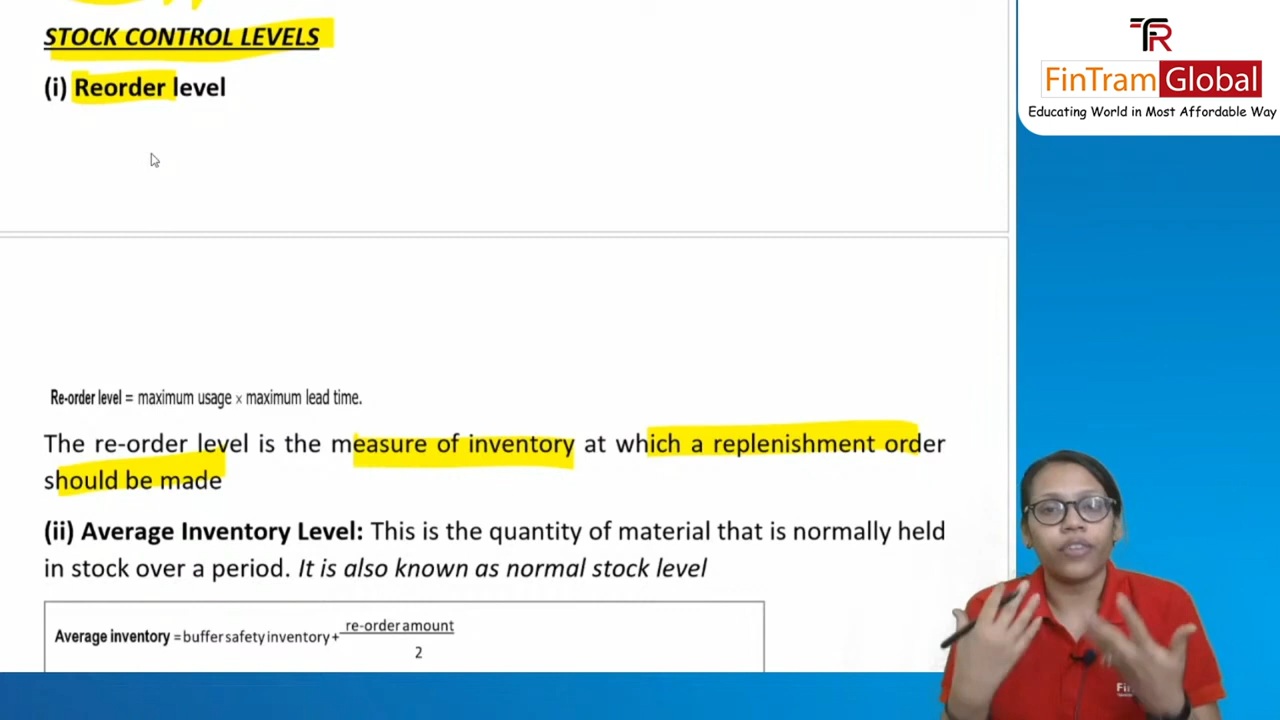 STOCK CONTROL LEVELS
(i) Reorder level
Re-order level = maximum usage × maximum lead time.
The re-order level is the measure of inventory at which a replenishment order
should be made
(ii) Average Inventory Level: This is the quantity of material that is normally held
in stock over a period. It is also known as normal stock level
Average inventory = buffer safety inventory + re-order amount
2
TR
FinTram Global
Educating World in Most Affordable Way